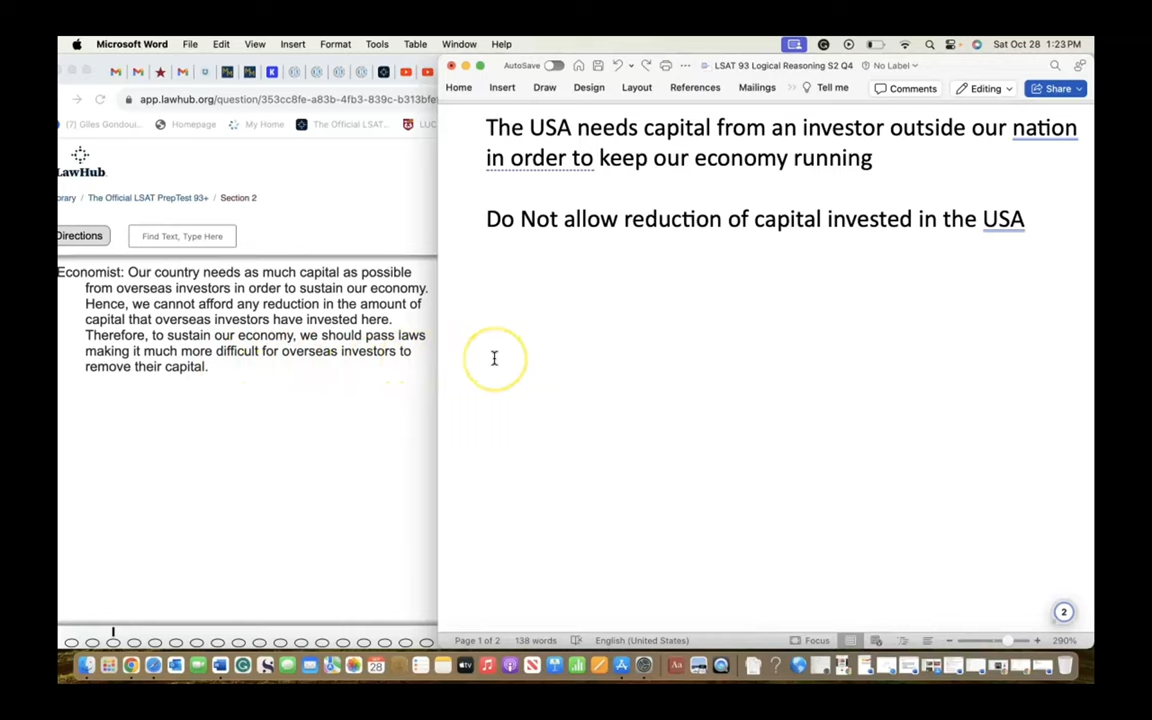 Microsoft Word File Edit View Insert Format Tools Table Window Help
Sat Oct 28 1:23 PM
AutoSave
LSAT 93 Logical Reasoning S2 Q4
No Label
app.lawhub.org/question/353cc8fe-a83b-4fb3-839c-b313bfe
Home Insert Draw Design Layout References Mailings
Tell me
Comments
Editing
Share
(7) Giles Gondou...
Homepage
My Home
The Official LSAT...
LUC
LawHub
brary / The Official LSAT PrepTest 93+ / Section 2
Directions
Find Text, Type Here
Economist: Our country needs as much capital as possible
from overseas investors in order to sustain our economy.
Hence, we cannot afford any reduction in the amount of
capital that overseas investors have invested here.
Therefore, to sustain our economy, we should pass laws
making it much more difficult for overseas investors to
remove their capital.
The USA needs capital from an investor outside our nation
in order to keep our economy running
Do Not allow reduction of capital invested in the USA
2
Page 1 of 2
138 words
English (United States)
Focus
290%
28